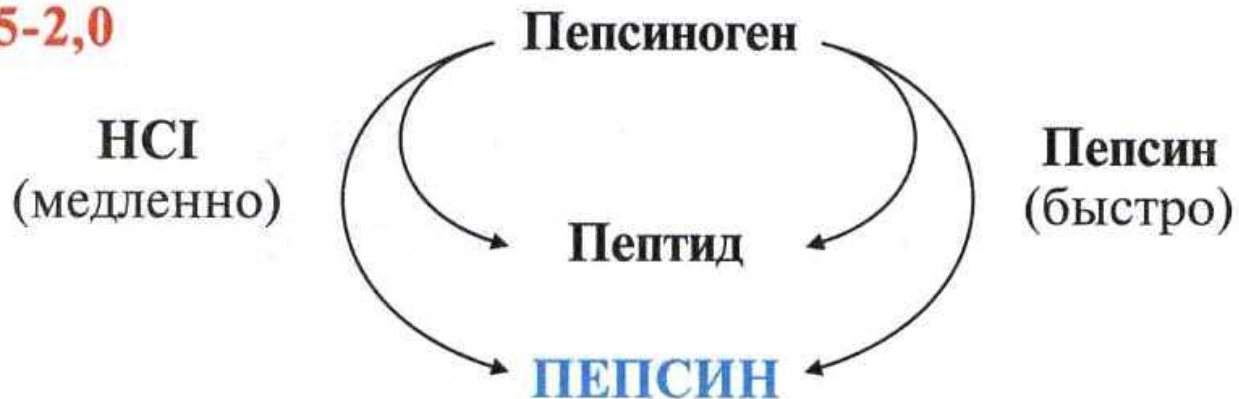 5-2,0
Пепсиноген
HCl
(медленно)
Пепсин
(быстро)
Пептид
ПЕПСИН